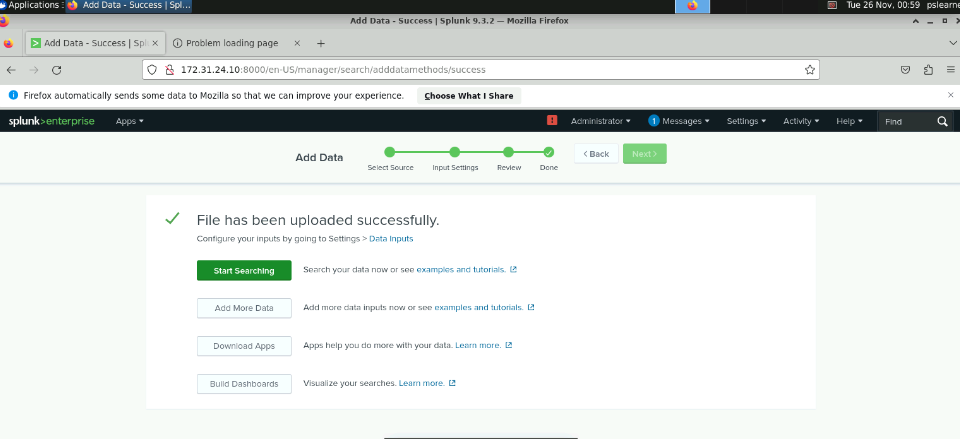 Applications
Add Data - Success | Spl...
Tue 26 Nov, 00:59 pslearne
Add Data - Success | Splunk 9.3.2 — Mozilla Firefox
Add Data - Success | Spl
Problem loading page
172.31.24.10:8000/en-US/manager/search/adddatamethods/success
Firefox automatically sends some data to Mozilla so that we can improve your experience. Choose What I Share
splunk>enterprise Apps Administrator 1 Messages Settings Activity Help Find
Add Data
Select Source Input Settings Review Done
< Back Next >
File has been uploaded successfully.
Configure your inputs by going to Settings > Data Inputs
Start Searching Search your data now or see examples and tutorials.
Add More Data Add more data inputs now or see examples and tutorials.
Download Apps Apps help you do more with your data. Learn more.
Build Dashboards Visualize your searches. Learn more.